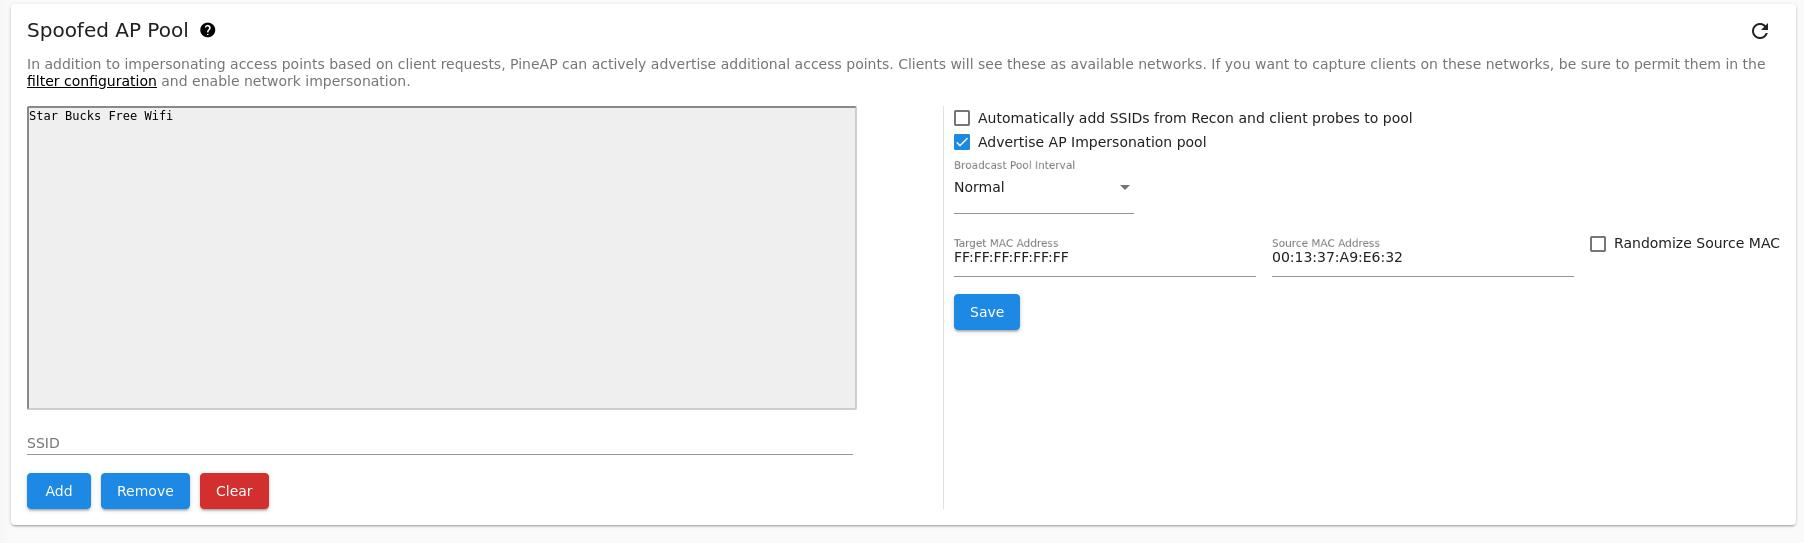 Spoofed AP Pool ?
In addition to impersonating access points based on client requests, PineAP can actively advertise additional access points. Clients will see these as available networks. If you want to capture clients on these networks, be sure to permit them in the
filter configuration and enable network impersonation.
Star Bucks Free Wifi
SSID
Add Remove Clear
Automatically add SSIDs from Recon and client probes to pool
Advertise AP Impersonation pool
Broadcast Pool Interval
Normal
Target MAC Address
FF:FF:FF:FF:FF:FF
Source MAC Address
00:13:37:A9:E6:32
Randomize Source MAC
Save